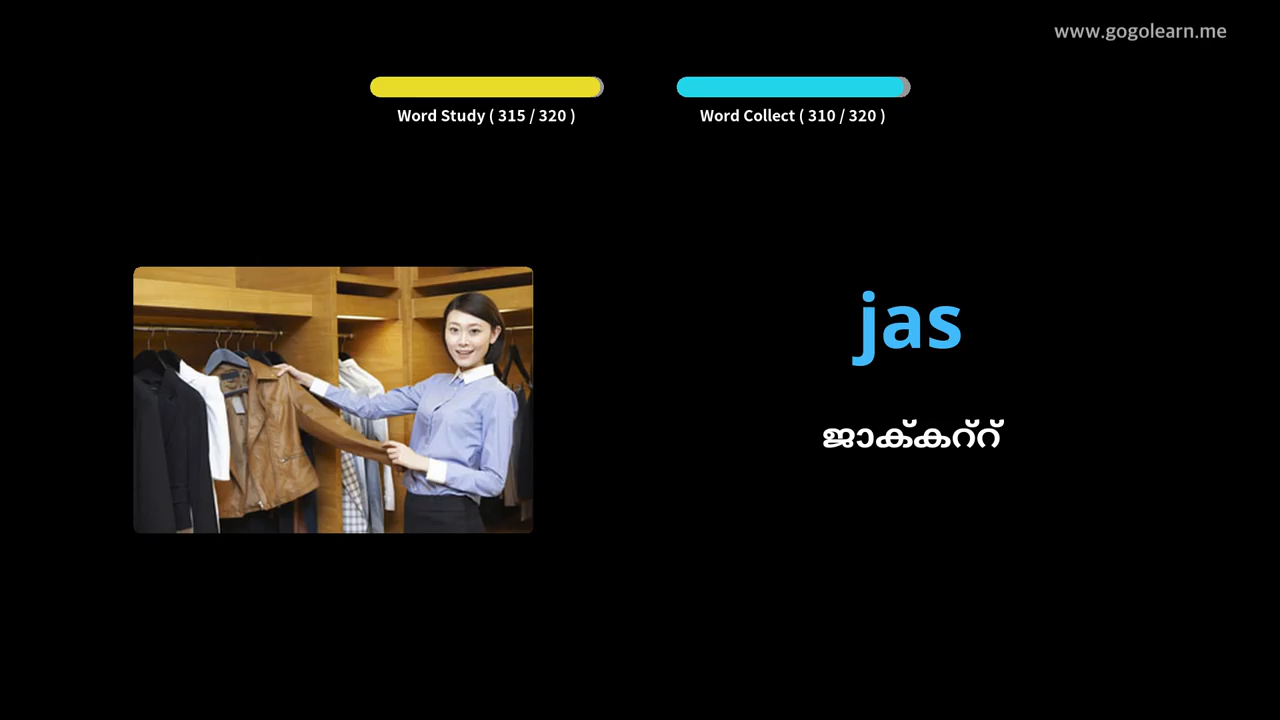 www.gogolearn.me
Word Study ( 315 / 320 )
Word Collect ( 310 / 320 )
jas
ജാക്കറ്റ്